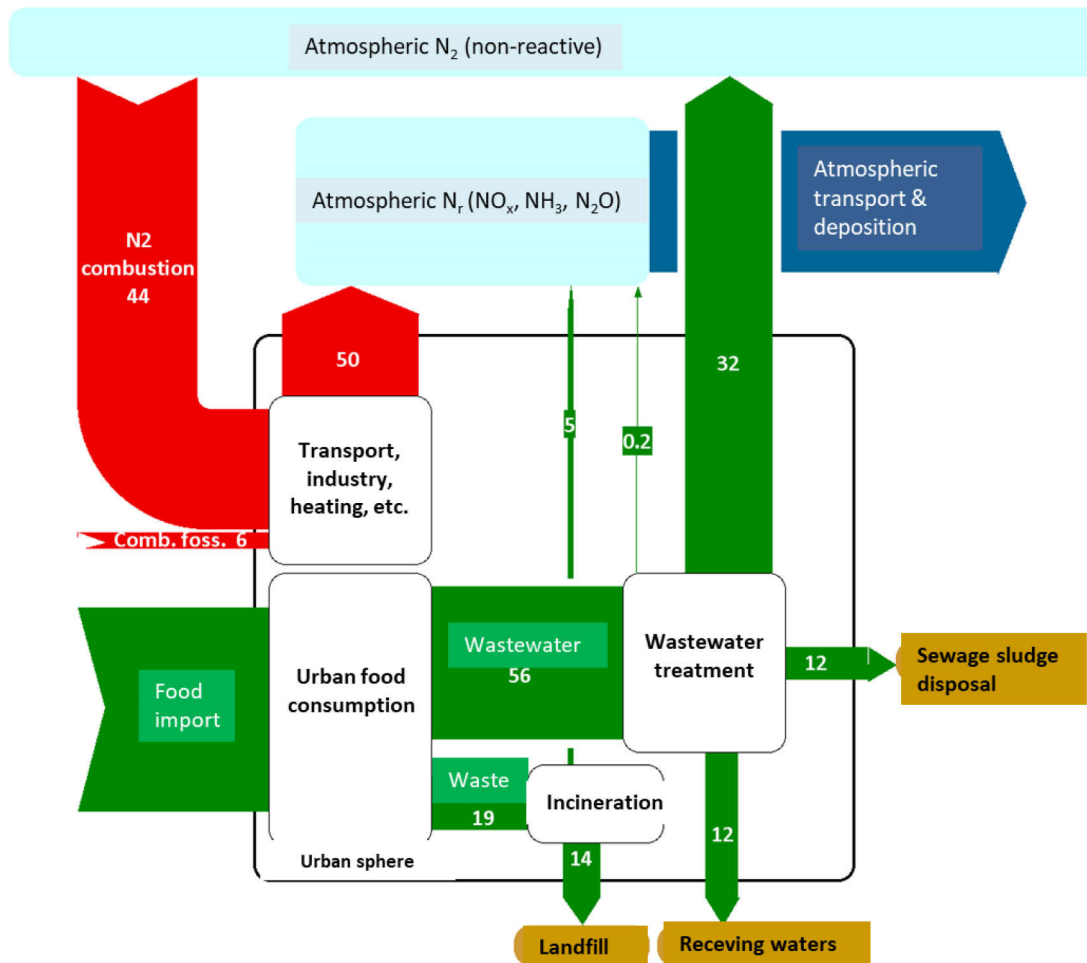 Atmospheric N₂ (non-reactive)
Atmospheric Nᵣ (NOₓ, NH₃, N₂O)
Atmospheric
transport &
deposition
N2
combustion
44
50
32
5
0.2
Transport,
industry,
heating, etc.
Comb. foss. 6
Food
import
Urban food
consumption
Wastewater
56
Wastewater
treatment
12
Sewage sludge
disposal
Waste
19
Incineration
14
12
Urban sphere
Landfill
Receving waters